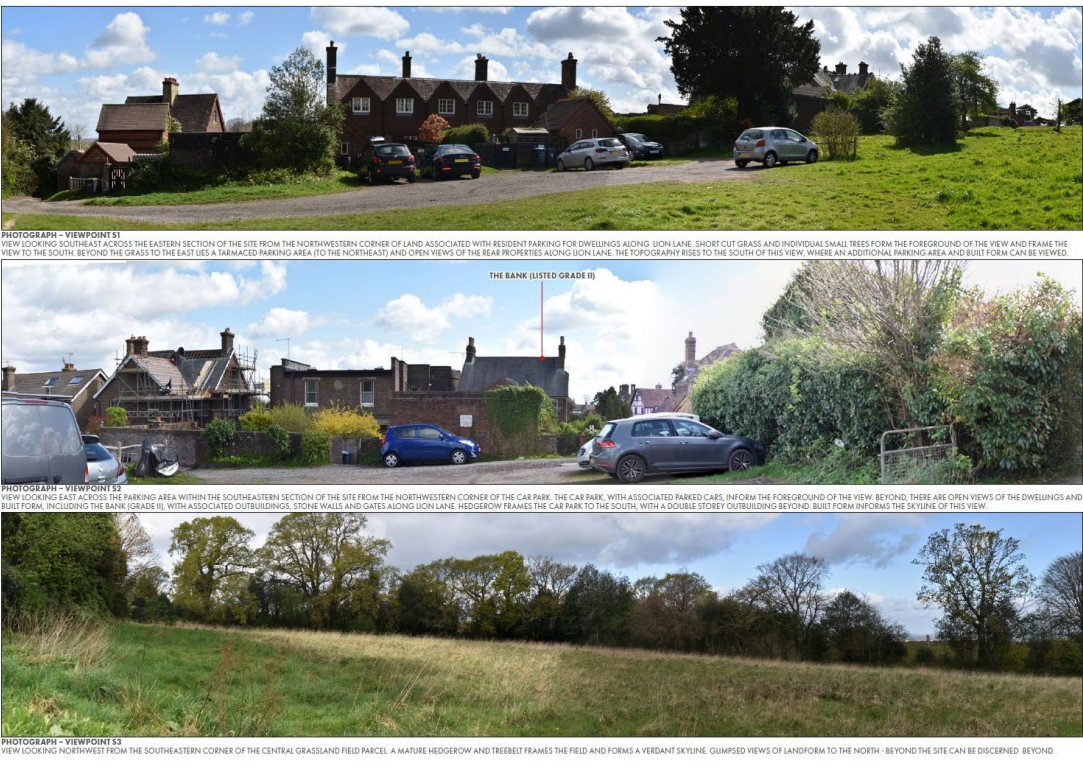 PHOTOGRAPH – VIEWPOINT S1
VIEW LOOKING SOUTHEAST ACROSS THE EASTERN SECTION OF THE SITE FROM THE NORTHWESTERN CORNER OF LAND ASSOCIATED WITH RESIDENT PARKING FOR DWELLINGS ALONG LION LANE. SHORT CUT GRASS AND INDIVIDUAL SMALL TREES FORM THE FOREGROUND OF THE VIEW AND FRAME THE
VIEW TO THE SOUTH. BEYOND THE GRASS TO THE EAST LIES A TARMACED PARKING AREA (TO THE NORTHEAST) AND OPEN VIEWS OF THE REAR PROPERTIES ALONG LION LANE. THE TOPOGRAPHY RISES TO THE SOUTH OF THIS VIEW, WHERE AN ADDITIONAL PARKING AREA AND BUILT FORM CAN BE VIEWED.
THE BANK (LISTED GRADE II)
PHOTOGRAPH – VIEWPOINT S2
VIEW LOOKING EAST ACROSS THE PARKING AREA WITHIN THE SOUTHEASTERN SECTION OF THE SITE FROM THE NORTHWESTERN CORNER OF THE CAR PARK. THE CAR PARK, WITH ASSOCIATED PARKED CARS, INFORM THE FOREGROUND OF THE VIEW. BEYOND, THERE ARE OPEN VIEWS OF THE DWELLINGS AND
BUILT FORM, INCLUDING THE BANK (GRADE II), WITH ASSOCIATED OUTBUILDINGS, STONE WALLS AND GATES ALONG LION LANE. HEDGEROW FRAMES THE CAR PARK TO THE SOUTH, WITH A DOUBLE STOREY OUTBUILDING BEYOND. BUILT FORM INFORMS THE SKYLINE OF THIS VIEW.
PHOTOGRAPH – VIEWPOINT S3
VIEW LOOKING NORTHWEST FROM THE SOUTHEASTERN CORNER OF THE CENTRAL GRASSLAND FIELD PARCEL. A MATURE HEDGEROW AND TREEBELT FRAMES THE FIELD AND FORMS A VERDANT SKYLINE. GLIMPSED VIEWS OF LANDFORM TO THE NORTH - BEYOND THE SITE CAN BE DISCERNED BEYOND.